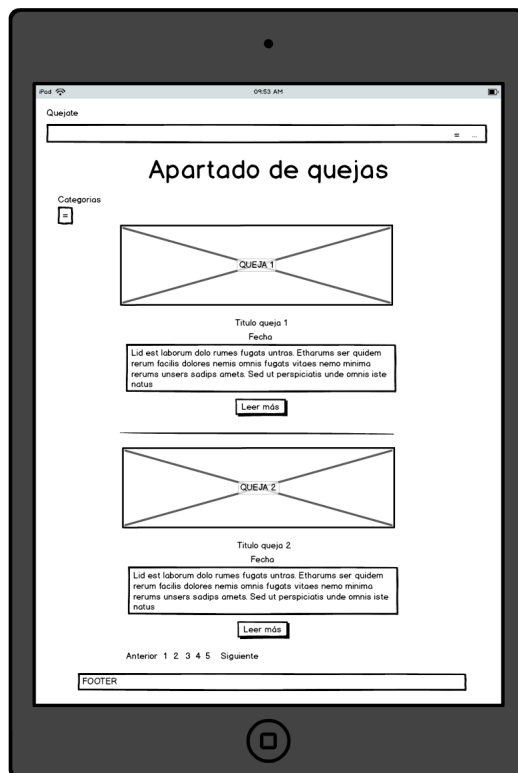 iPad 09:53 AM
Quejate
= ...
Apartado de quejas
Categorias
=
QUEJA 1
Titulo queja 1
Fecha
Lid est laborum dolo rumes fugats untras. Etharums ser quidem
rerum facilis dolores nemis omnis fugats vitaes nemo minima
rerums unsers sadips amets. Sed ut perspiciatis unde omnis iste
natus
Leer más
QUEJA 2
Titulo queja 2
Fecha
Lid est laborum dolo rumes fugats untras. Etharums ser quidem
rerum facilis dolores nemis omnis fugats vitaes nemo minima
rerums unsers sadips amets. Sed ut perspiciatis unde omnis iste
natus
Leer más
Anterior 1 2 3 4 5 Siguiente
FOOTER